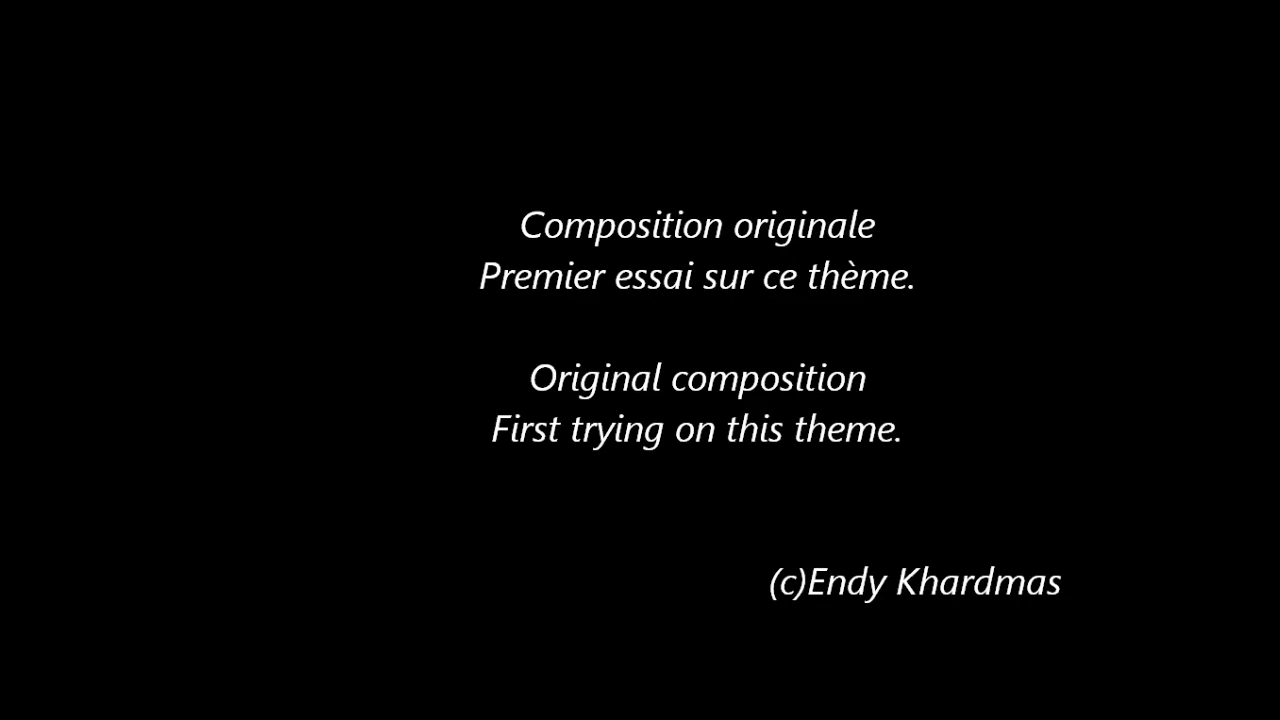 Composition originale
Premier essai sur ce thème.
Original composition
First trying on this theme.
(c)Endy Khardmas